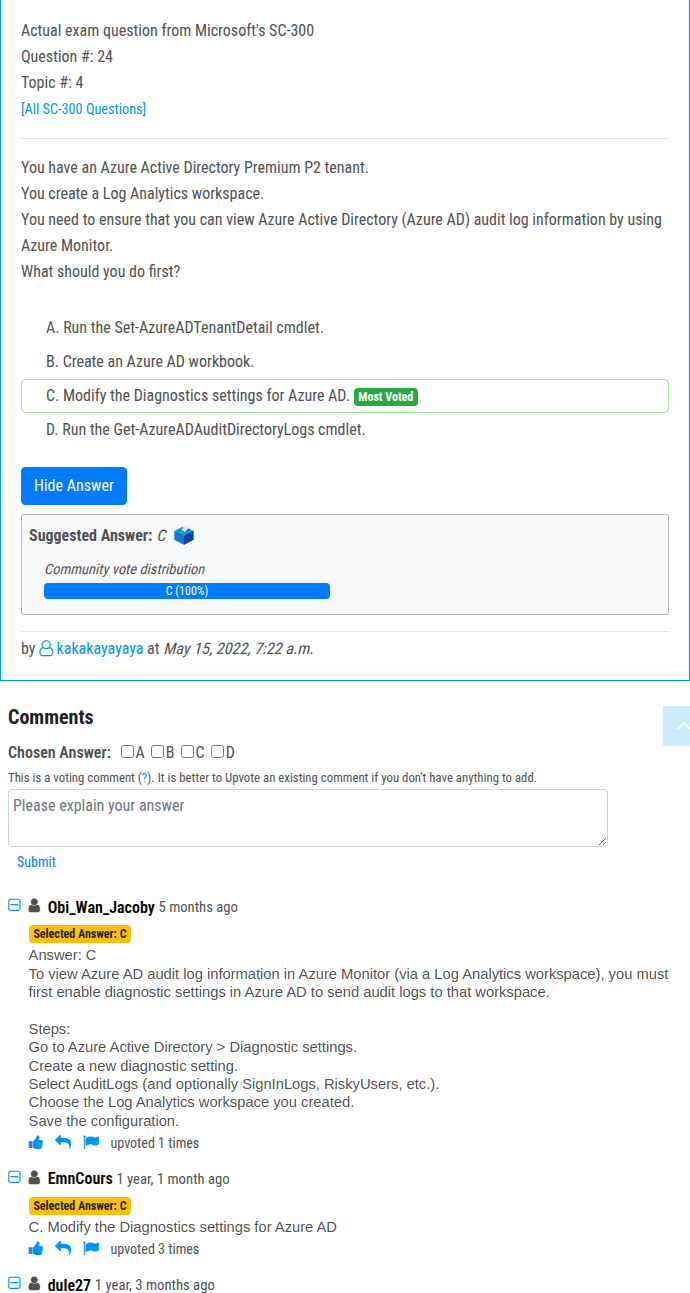 Actual exam question from Microsoft's SC-300
Question #: 24
Topic #: 4
[All SC-300 Questions]
You have an Azure Active Directory Premium P2 tenant.
You create a Log Analytics workspace.
You need to ensure that you can view Azure Active Directory (Azure AD) audit log information by using
Azure Monitor.
What should you do first?
A. Run the Set-AzureADTenantDetail cmdlet.
B. Create an Azure AD workbook.
C. Modify the Diagnostics settings for Azure AD. Most Voted
D. Run the Get-AzureADAuditDirectoryLogs cmdlet.
Hide Answer
Suggested Answer: C
Community vote distribution
C (100%)
by kakakayayaya at May 15, 2022, 7:22 a.m.
Comments
Chosen Answer: A B C D
This is a voting comment (?). It is better to Upvote an existing comment if you don't have anything to add.
Please explain your answer
Submit
Obi_Wan_Jacoby 5 months ago
Selected Answer: C
Answer: C
To view Azure AD audit log information in Azure Monitor (via a Log Analytics workspace), you must
first enable diagnostic settings in Azure AD to send audit logs to that workspace.
Steps:
Go to Azure Active Directory > Diagnostic settings.
Create a new diagnostic setting.
Select AuditLogs (and optionally SignInLogs, RiskyUsers, etc.).
Choose the Log Analytics workspace you created.
Save the configuration.
upvoted 1 times
EmnCours 1 year, 1 month ago
Selected Answer: C
C. Modify the Diagnostics settings for Azure AD
upvoted 3 times
dule27 1 year, 3 months ago